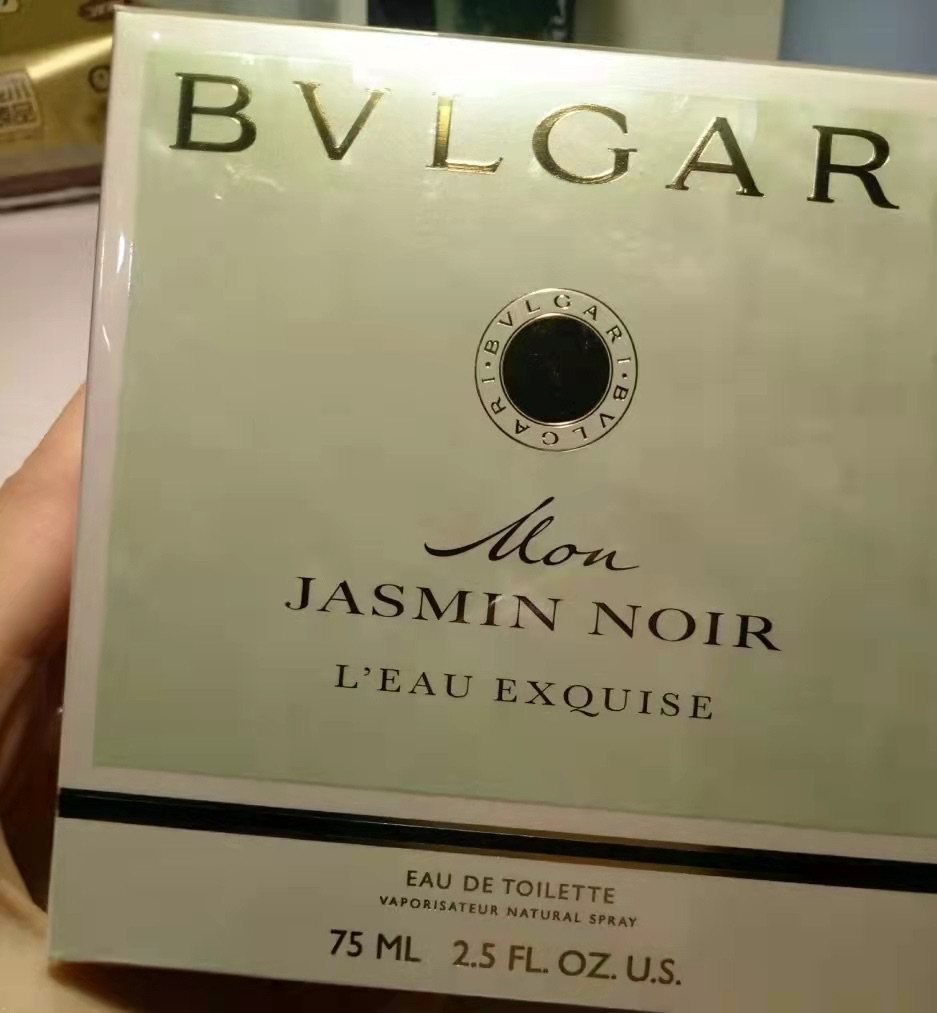 BVLGAR
BVLGARI · BVLGARI ·
Mon
JASMIN NOIR
L'EAU EXQUISE
EAU DE TOILETTE
VAPORISATEUR NATURAL SPRAY
75 ML 2.5 FL. OZ. U.S.